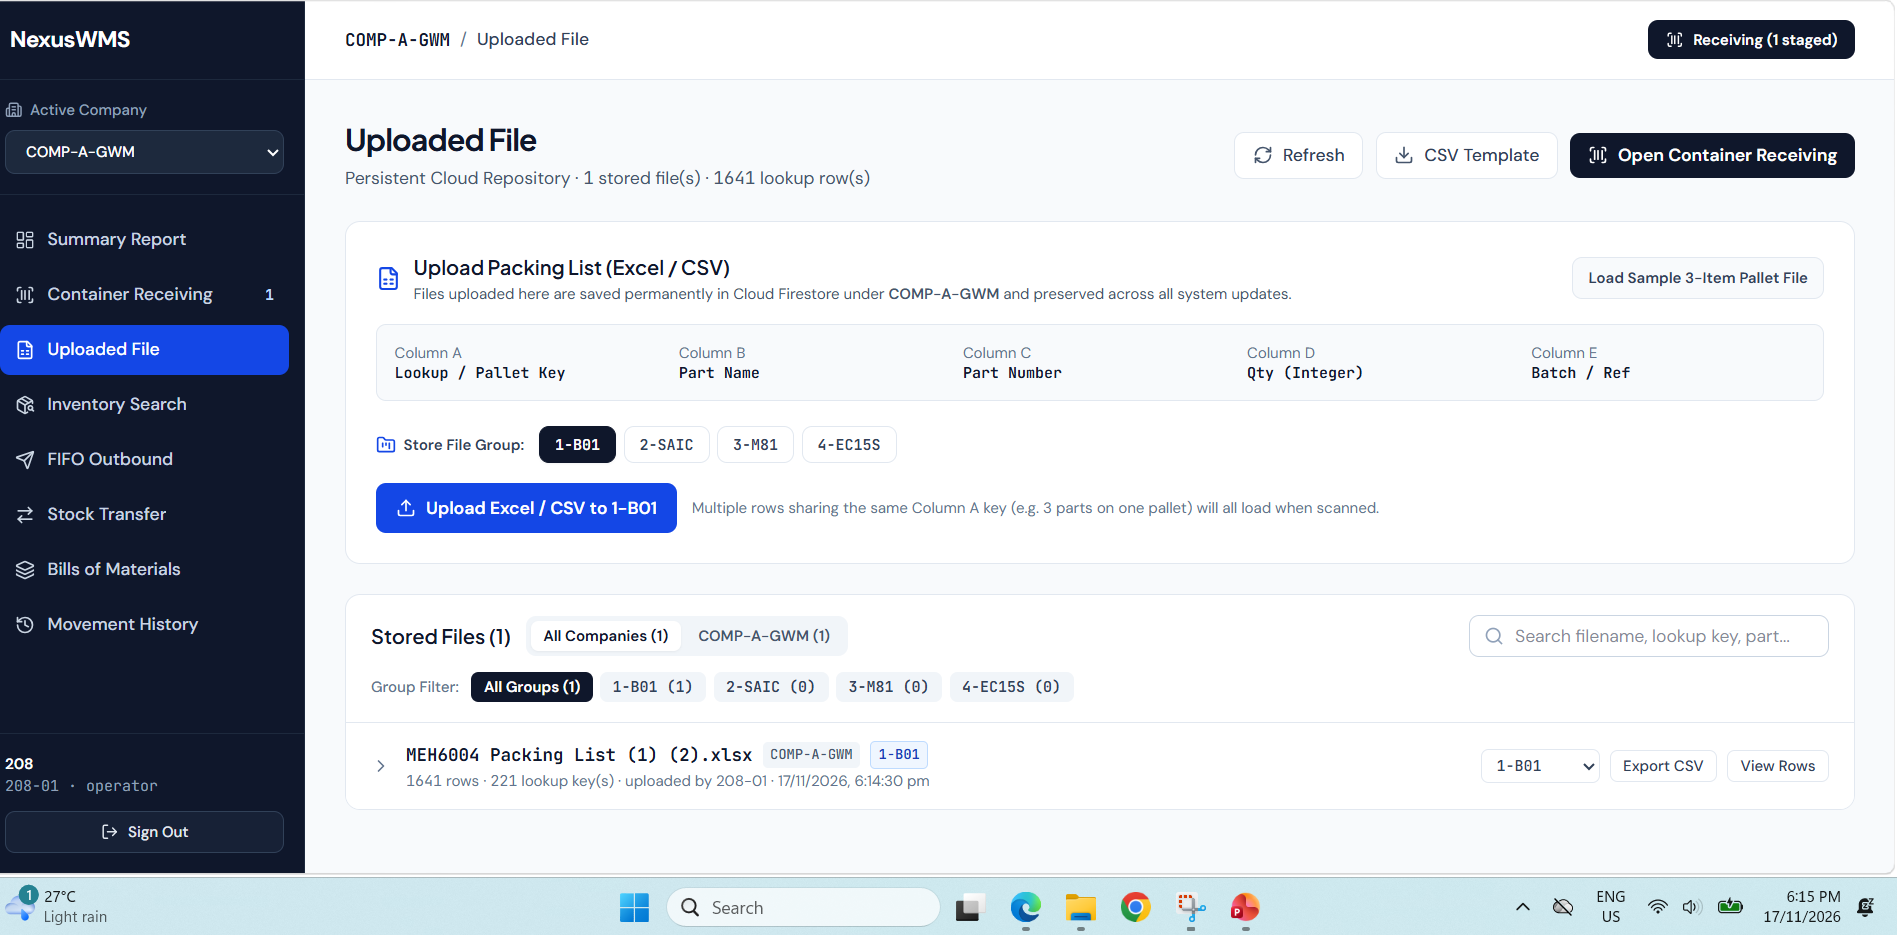 NexusWMS
Active Company
COMP-A-GWM
Summary Report
Container Receiving 1
Uploaded File
Inventory Search
FIFO Outbound
Stock Transfer
Bills of Materials
Movement History
208
208-01 · operator
Sign Out
COMP-A-GWM / Uploaded File
Receiving (1 staged)
Uploaded File
Persistent Cloud Repository · 1 stored file(s) · 1641 lookup row(s)
Refresh
CSV Template
Open Container Receiving
Upload Packing List (Excel / CSV)
Files uploaded here are saved permanently in Cloud Firestore under COMP-A-GWM and preserved across all system updates.
Load Sample 3-Item Pallet File
Column A
Lookup / Pallet Key
Column B
Part Name
Column C
Part Number
Column D
Qty (Integer)
Column E
Batch / Ref
Store File Group: 1-B01 2-SAIC 3-M81 4-EC15S
Upload Excel / CSV to 1-B01
Multiple rows sharing the same Column A key (e.g. 3 parts on one pallet) will all load when scanned.
Stored Files (1) All Companies (1) COMP-A-GWM (1)
Search filename, lookup key, part...
Group Filter: All Groups (1) 1-B01 (1) 2-SAIC (0) 3-M81 (0) 4-EC15S (0)
MEH6004 Packing List (1) (2).xlsx COMP-A-GWM 1-B01
1641 rows · 221 lookup key(s) · uploaded by 208-01 · 17/11/2026, 6:14:30 pm
1-B01
Export CSV
View Rows
1
27°C
Light rain
Search
P
ENG
US
6:15 PM
17/11/2026